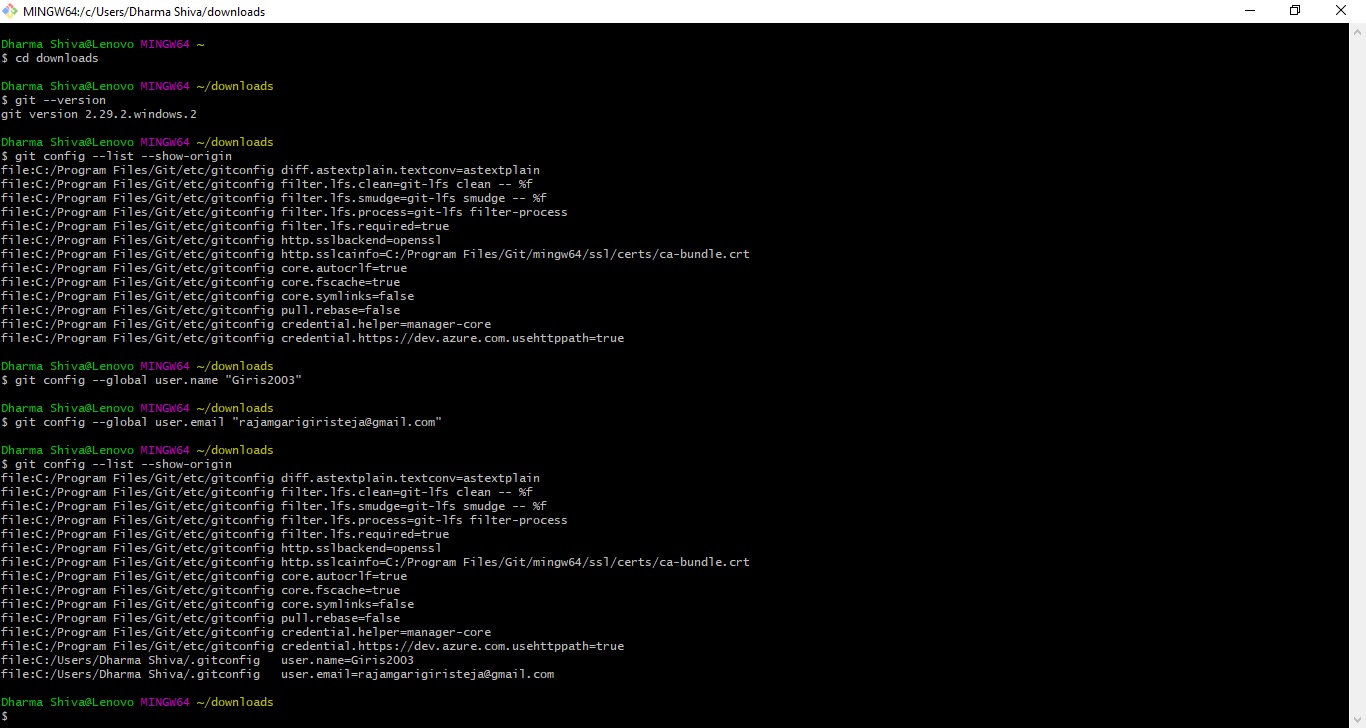 MINGW64:/c/Users/Dharma Shiva/downloads
Dharma Shiva@Lenovo MINGW64 ~
$ cd downloads
Dharma Shiva@Lenovo MINGW64 ~/downloads
$ git --version
git version 2.29.2.windows.2
Dharma Shiva@Lenovo MINGW64 ~/downloads
$ git config --list --show-origin
file:C:/Program Files/Git/etc/gitconfig diff.astextplain.textconv=astextplain
file:C:/Program Files/Git/etc/gitconfig filter.lfs.clean=git-lfs clean -- %f
file:C:/Program Files/Git/etc/gitconfig filter.lfs.smudge=git-lfs smudge -- %f
file:C:/Program Files/Git/etc/gitconfig filter.lfs.process=git-lfs filter-process
file:C:/Program Files/Git/etc/gitconfig filter.lfs.required=true
file:C:/Program Files/Git/etc/gitconfig http.sslbackend=openssl
file:C:/Program Files/Git/etc/gitconfig http.sslcainfo=C:/Program Files/Git/mingw64/ssl/certs/ca-bundle.crt
file:C:/Program Files/Git/etc/gitconfig core.autocrlf=true
file:C:/Program Files/Git/etc/gitconfig core.fscache=true
file:C:/Program Files/Git/etc/gitconfig core.symlinks=false
file:C:/Program Files/Git/etc/gitconfig pull.rebase=false
file:C:/Program Files/Git/etc/gitconfig credential.helper=manager-core
file:C:/Program Files/Git/etc/gitconfig credential.https://dev.azure.com.usehttppath=true
Dharma Shiva@Lenovo MINGW64 ~/downloads
$ git config --global user.name "Giris2003"
Dharma Shiva@Lenovo MINGW64 ~/downloads
$ git config --global user.email "rajamgarigiristeja@gmail.com"
Dharma Shiva@Lenovo MINGW64 ~/downloads
$ git config --list --show-origin
file:C:/Program Files/Git/etc/gitconfig diff.astextplain.textconv=astextplain
file:C:/Program Files/Git/etc/gitconfig filter.lfs.clean=git-lfs clean -- %f
file:C:/Program Files/Git/etc/gitconfig filter.lfs.smudge=git-lfs smudge -- %f
file:C:/Program Files/Git/etc/gitconfig filter.lfs.process=git-lfs filter-process
file:C:/Program Files/Git/etc/gitconfig filter.lfs.required=true
file:C:/Program Files/Git/etc/gitconfig http.sslbackend=openssl
file:C:/Program Files/Git/etc/gitconfig http.sslcainfo=C:/Program Files/Git/mingw64/ssl/certs/ca-bundle.crt
file:C:/Program Files/Git/etc/gitconfig core.autocrlf=true
file:C:/Program Files/Git/etc/gitconfig core.fscache=true
file:C:/Program Files/Git/etc/gitconfig core.symlinks=false
file:C:/Program Files/Git/etc/gitconfig pull.rebase=false
file:C:/Program Files/Git/etc/gitconfig credential.helper=manager-core
file:C:/Program Files/Git/etc/gitconfig credential.https://dev.azure.com.usehttppath=true
file:C:/Users/Dharma Shiva/.gitconfig   user.name=Giris2003
file:C:/Users/Dharma Shiva/.gitconfig   user.email=rajamgarigiristeja@gmail.com
Dharma Shiva@Lenovo MINGW64 ~/downloads
$